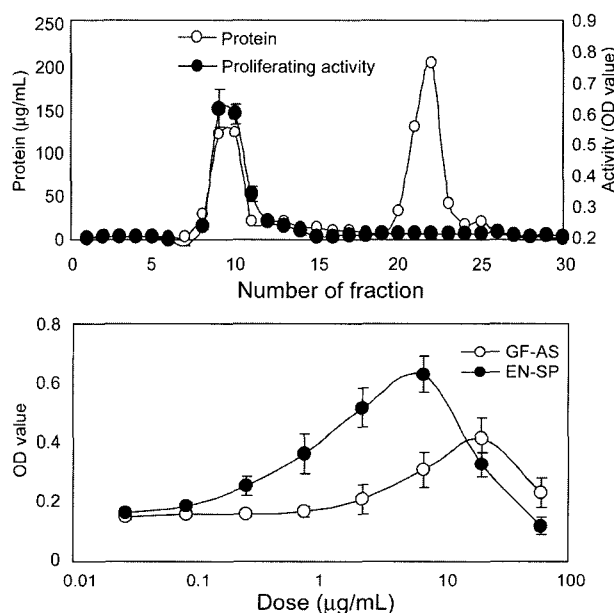 Protein
Proliferating activity
Protein (μg/mL)
250
200
150
100
50
0
Activity (OD value)
0.9
0.8
0.7
0.6
0.5
0.4
0.3
0.2
0 5 10 15 20 25 30
Number of fraction
GF-AS
EN-SP
OD value
0.8
0.6
0.4
0.2
0
0.01 0.1 1 10 100
Dose (μg/mL)